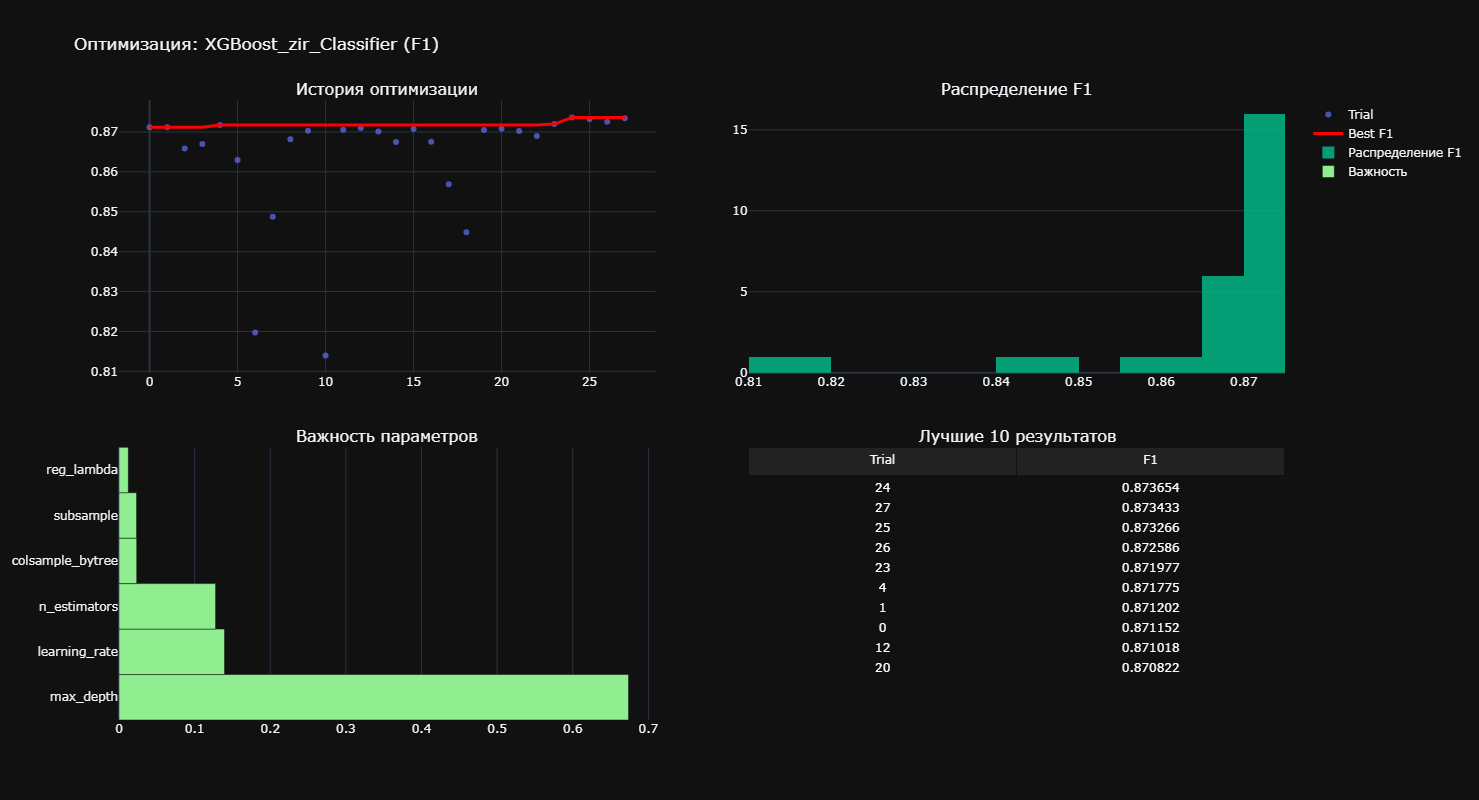 Оптимизация: XGBoost_zir_Classifier (F1)
История оптимизации
0.87
0.86
0.85
0.84
0.83
0.82
0.81
0 5 10 15 20 25
Распределение F1
15
10
5
0
0.81 0.82 0.83 0.84 0.85 0.86 0.87
Trial
Best F1
Распределение F1
Важность
Важность параметров
reg_lambda
subsample
colsample_bytree
n_estimators
learning_rate
max_depth
0 0.1 0.2 0.3 0.4 0.5 0.6 0.7
Лучшие 10 результатов
Trial F1
24 0.873654
27 0.873433
25 0.873266
26 0.872586
23 0.871977
4 0.871775
1 0.871202
0 0.871152
12 0.871018
20 0.870822